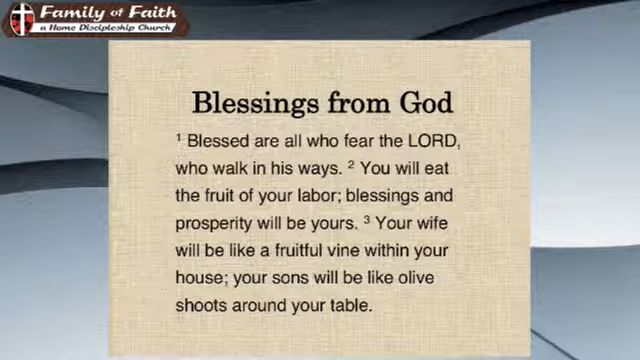 Family of Faith
a Home Discipleship Church
Blessings from God
¹ Blessed are all who fear the LORD,
who walk in his ways. ² You will eat
the fruit of your labor; blessings and
prosperity will be yours. ³ Your wife
will be like a fruitful vine within your
house; your sons will be like olive
shoots around your table.